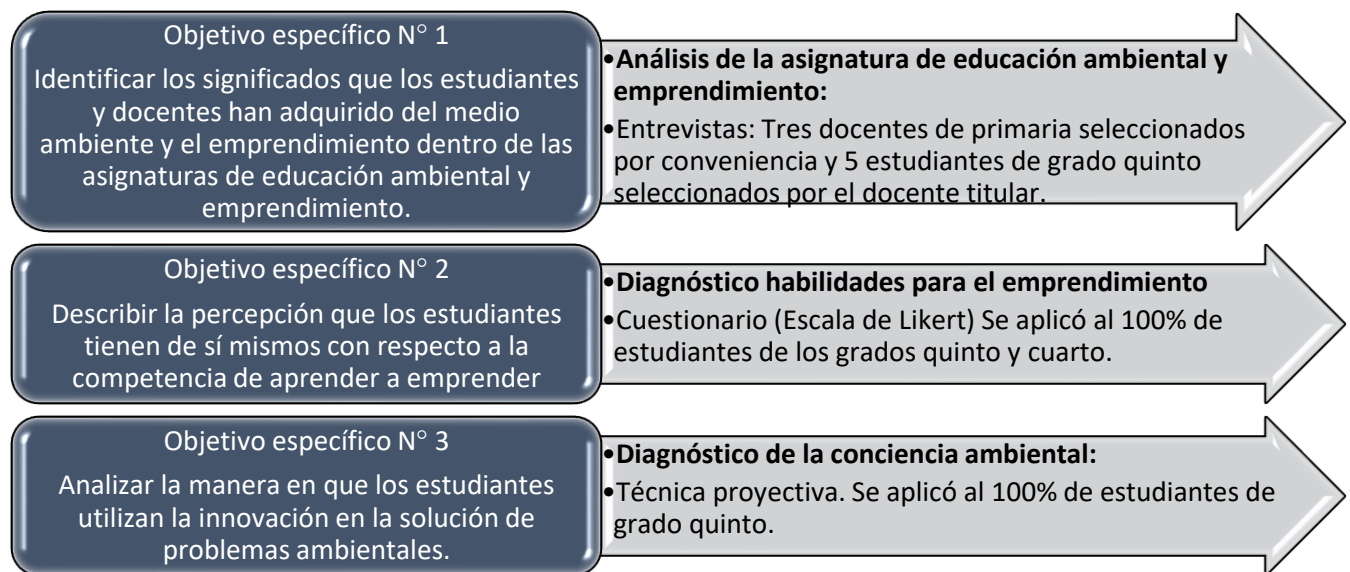 Objetivo específico N° 1
Identificar los significados que los estudiantes
y docentes han adquirido del medio
ambiente y el emprendimiento dentro de las
asignaturas de educación ambiental y
emprendimiento.
•Análisis de la asignatura de educación ambiental y
emprendimiento:
•Entrevistas: Tres docentes de primaria seleccionados
por conveniencia y 5 estudiantes de grado quinto
seleccionados por el docente titular.
Objetivo específico N° 2
Describir la percepción que los estudiantes
tienen de sí mismos con respecto a la
competencia de aprender a emprender
•Diagnóstico habilidades para el emprendimiento
•Cuestionario (Escala de Likert) Se aplicó al 100% de
estudiantes de los grados quinto y cuarto.
Objetivo específico N° 3
Analizar la manera en que los estudiantes
utilizan la innovación en la solución de
problemas ambientales.
•Diagnóstico de la conciencia ambiental:
•Técnica proyectiva. Se aplicó al 100% de estudiantes de
grado quinto.